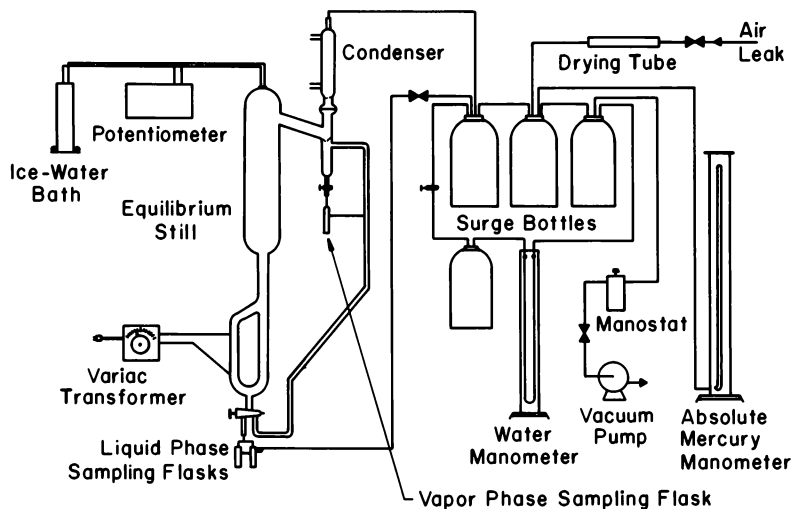 Condenser
Air
Leak
Drying Tube
Potentiometer
Ice-Water
Bath
Equilibrium
Still
Surge Bottles
Manostat
Variac
Transformer
Vacuum
Pump
Absolute
Mercury
Manometer
Water
Manometer
Liquid Phase
Sampling Flasks
Vapor Phase Sampling Flask